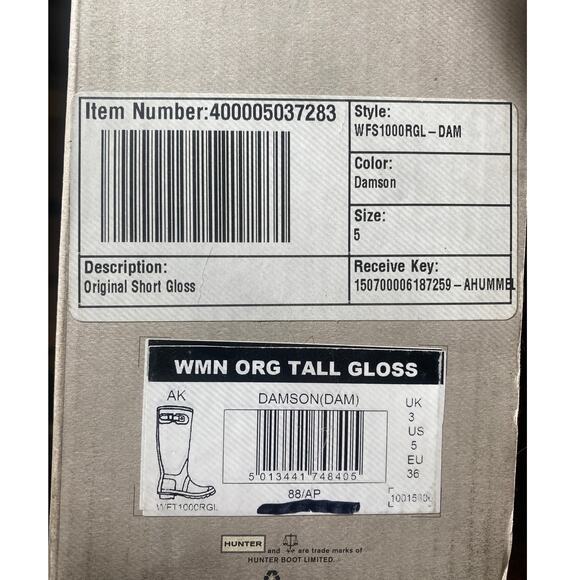 Item Number:400005037283
Style:
WFS1000RGL-DAM
Color:
Damson
Size:
5
Description:
Original Short Gloss
Receive Key:
150700006187259-AHUMMEL
WMN ORG TALL GLOSS
AK
DAMSON(DAM)
UK
3
US
5
EU
36
5 013441 748405
88/AP
WFT1000RGL
HUNTER and are trade marks of
HUNTER BOOT LIMITED.